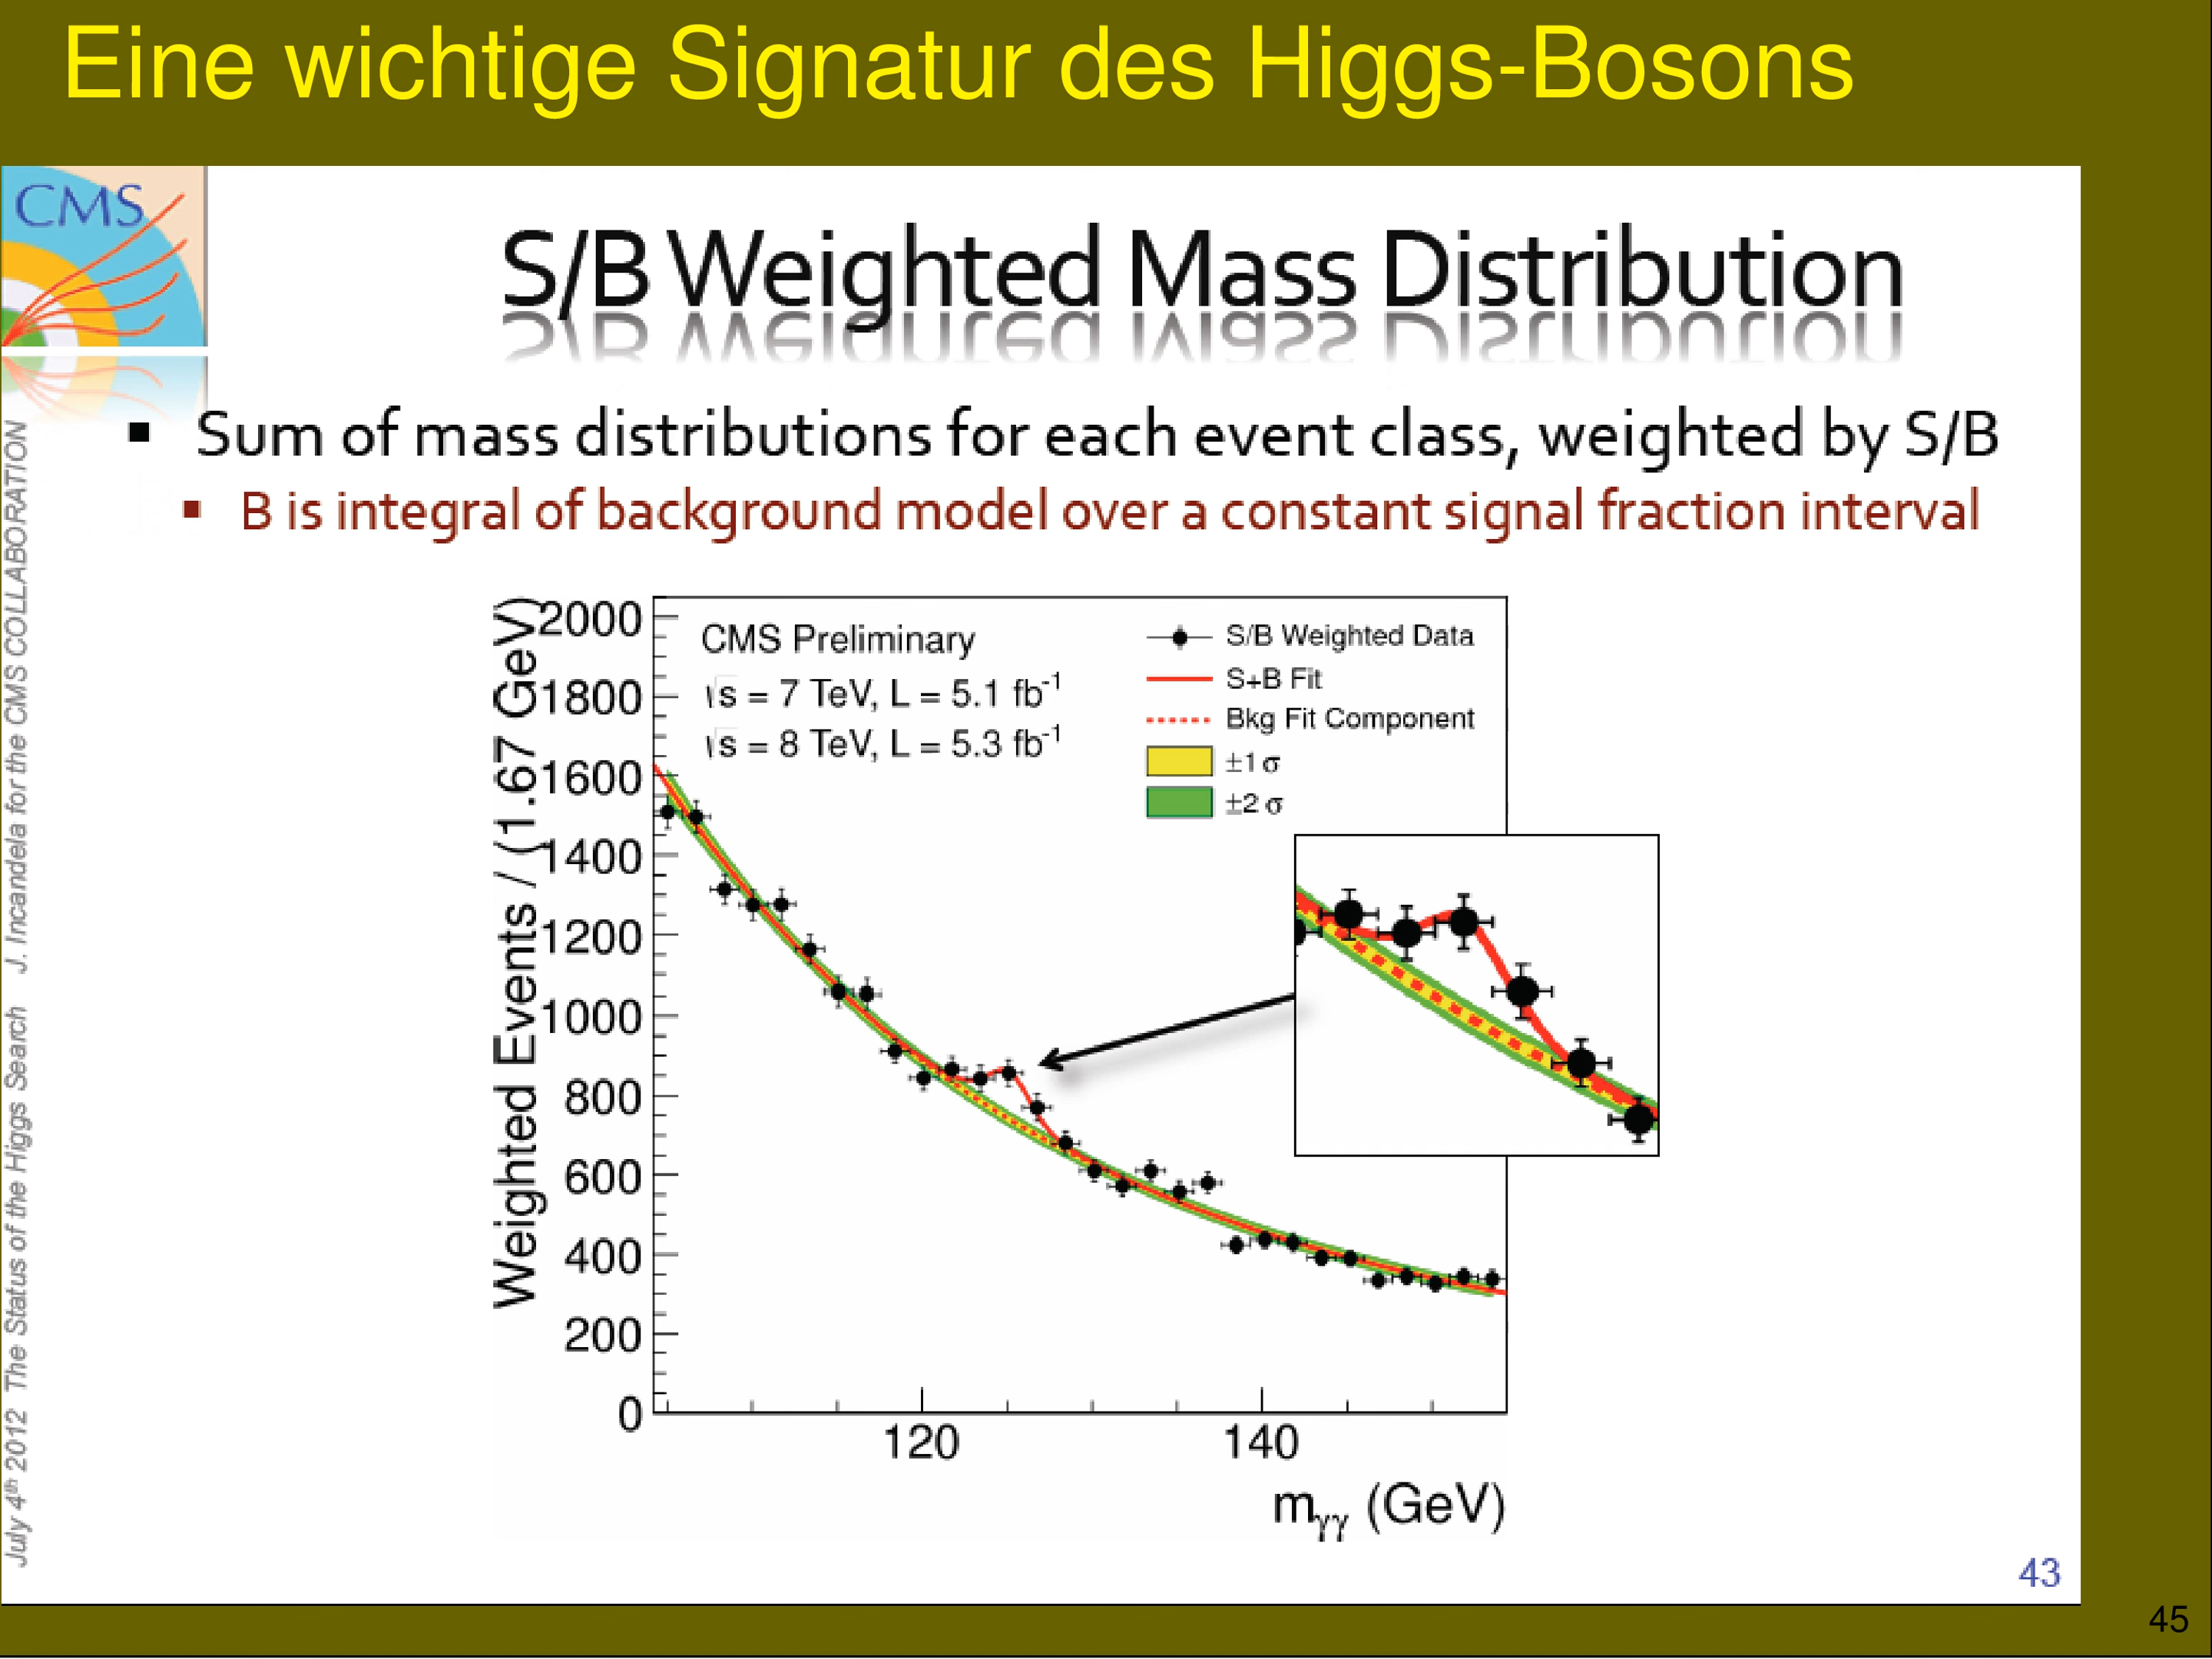 Eine wichtige Signatur des Higgs-Bosons
CMS
S/B Weighted Mass Distribution
▪ Sum of mass distributions for each event class, weighted by S/B
▪ B is integral of background model over a constant signal fraction interval
July 4th 2012 The Status of the Higgs Search J. Incandela for the CMS COLLABORATION
Weighted Events / (1.67 GeV)
2000
1800
1600
1400
1200
1000
800
600
400
200
0
CMS Preliminary
√s = 7 TeV, L = 5.1 fb⁻¹
√s = 8 TeV, L = 5.3 fb⁻¹
S/B Weighted Data
S+B Fit
Bkg Fit Component
±1 σ
±2 σ
120 140
mγγ (GeV)
43
45